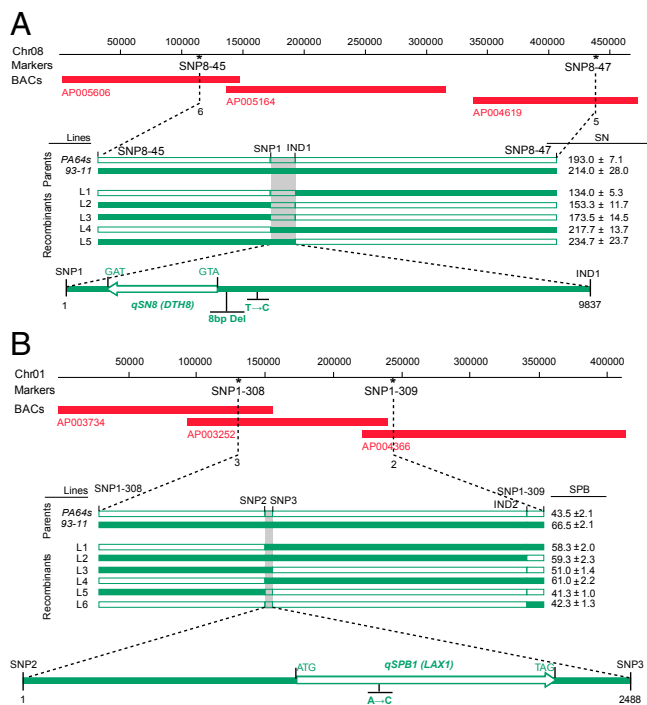 A
50000 100000 150000 200000 250000 300000 350000 400000 450000
Chr08
Markers SNP8-45 * SNP8-47 *
BACs
AP005606 AP005164 AP004619
6 5
Lines SN
SNP8-45 SNP1 IND1 SNP8-47
Parents
PA64s 193.0 ± 7.1
93-11 214.0 ± 28.0
Recombinants
L1 134.0 ± 5.3
L2 153.3 ± 11.7
L3 173.5 ± 14.5
L4 217.7 ± 13.7
L5 234.7 ± 23.7
SNP1 GAT GTA IND1
1 qSN8 (DTH8) 8bp Del T→C 9837
B
50000 100000 150000 200000 250000 300000 350000 400000
Chr01
Markers SNP1-308 * SNP1-309 *
BACs
AP003734 AP003252 AP004366
3 2
Lines SNP1-308 SNP1-309 SPB
SNP2 SNP3 IND2
Parents
PA64s 43.5 ±2.1
93-11 66.5 ±2.1
Recombinants
L1 58.3 ±2.0
L2 59.3 ±2.3
L3 51.0 ±1.4
L4 61.0 ±2.2
L5 41.3 ±1.0
L6 42.3 ±1.3
SNP2 ATG qSPB1 (LAX1) TAG SNP3
1 A→C 2488